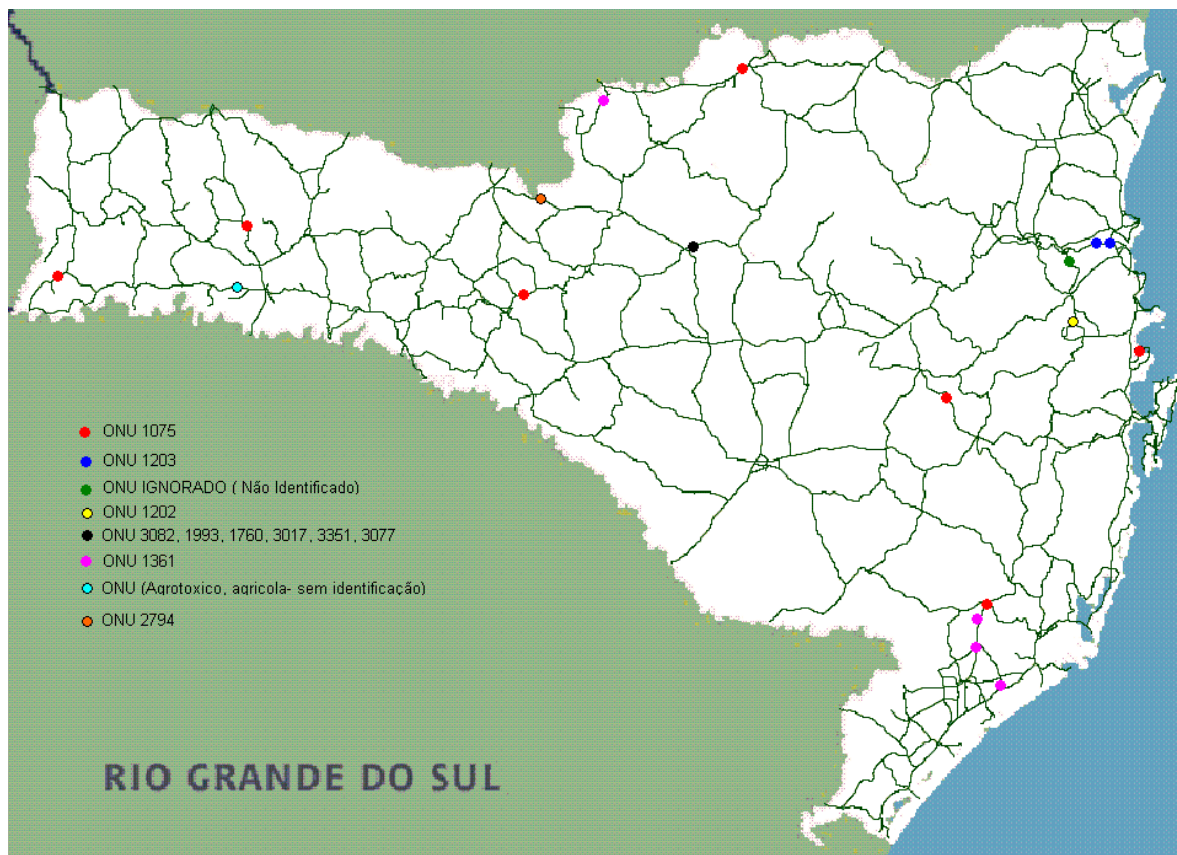 ONU 1075
ONU 1203
ONU IGNORADO ( Não Identificado)
ONU 1202
ONU 3082, 1993, 1760, 3017, 3351, 3077
ONU 1361
ONU (Agrotoxico, agricola- sem identificação)
ONU 2794
RIO GRANDE DO SUL